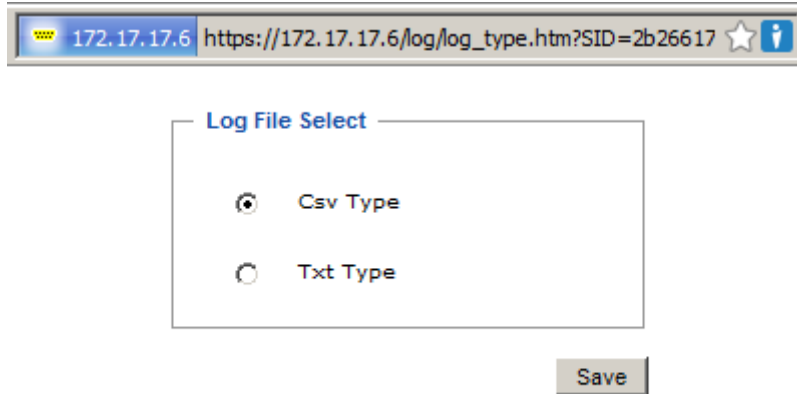 172.17.17.6 https://172.17.17.6/log/log_type.htm?SID=2b26617
Log File Select
Csv Type
Txt Type
Save